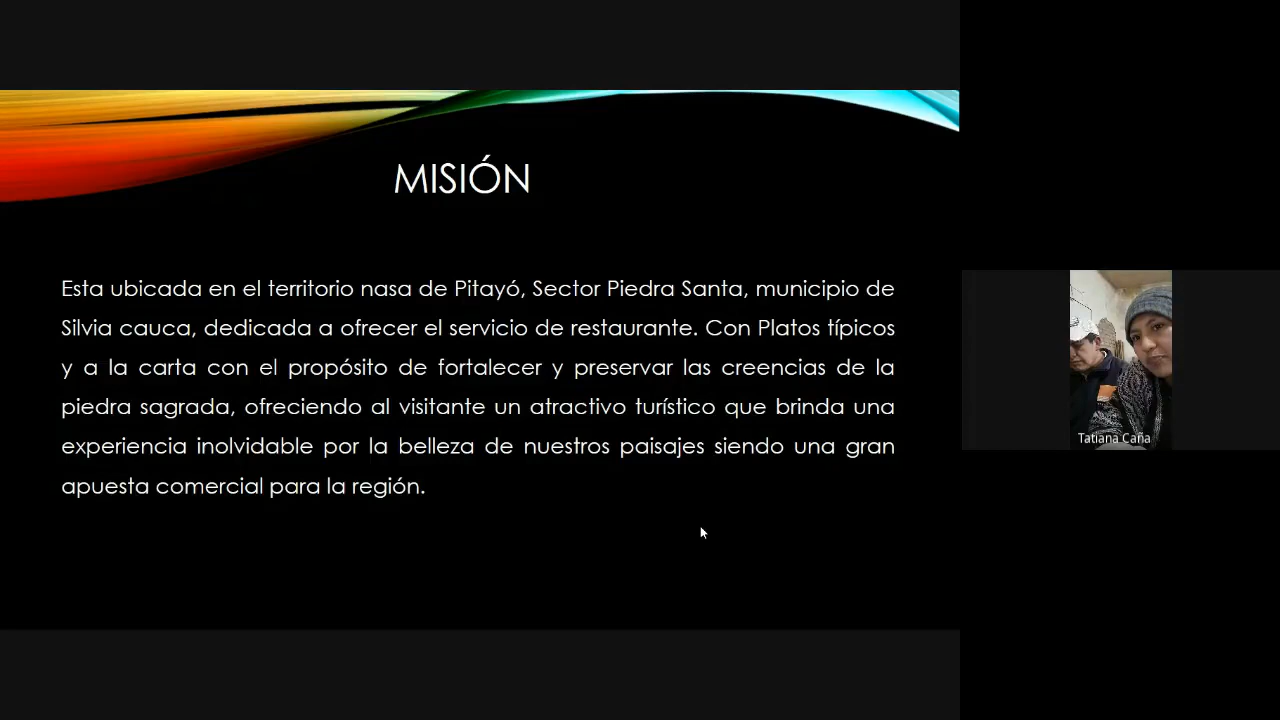 MISIÓN
Esta ubicada en el territorio nasa de Pitayó, Sector Piedra Santa, municipio de
Silvia cauca, dedicada a ofrecer el servicio de restaurante. Con Platos típicos
y a la carta con el propósito de fortalecer y preservar las creencias de la
piedra sagrada, ofreciendo al visitante un atractivo turístico que brinda una
experiencia inolvidable por la belleza de nuestros paisajes siendo una gran
apuesta comercial para la región.
Tatiana Caña